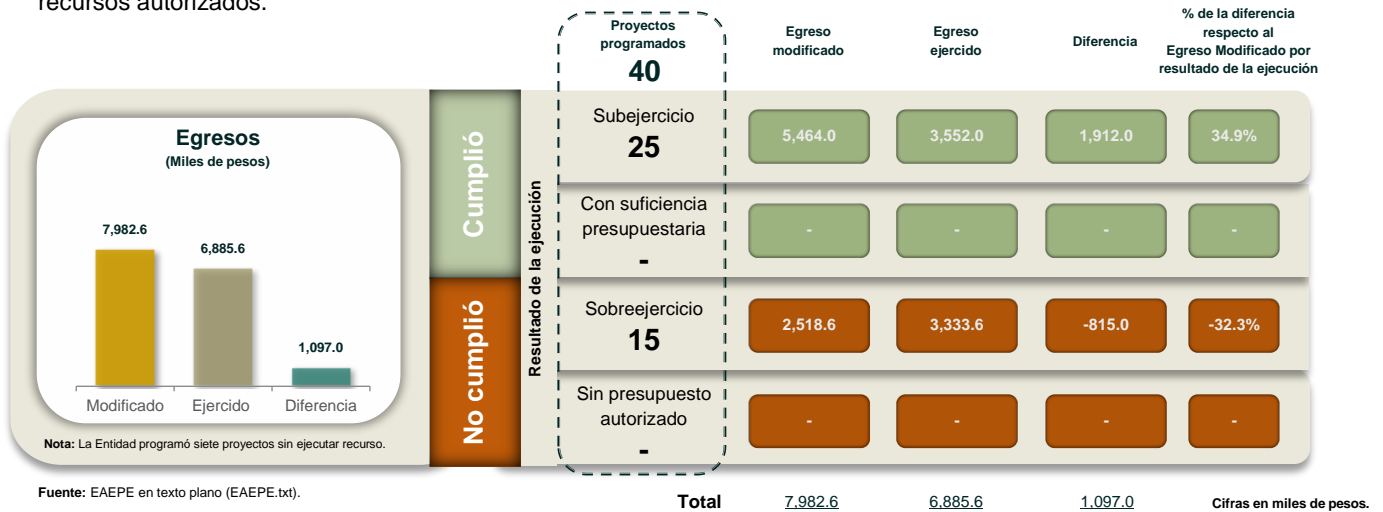 recursos autorizados.
Proyectos
programados
40
Egreso
modificado
Egreso
ejercido
Diferencia
% de la diferencia
respecto al
Egreso Modificado por
resultado de la ejecución
Egresos
(Miles de pesos)
7,982.6
6,885.6
1,097.0
Modificado
Ejercido
Diferencia
Nota: La Entidad programó siete proyectos sin ejecutar recurso.
Cumplió
No cumplió
Resultado de la ejecución
Subejercicio
25
5,464.0
3,552.0
1,912.0
34.9%
Con suficiencia
presupuestaria
-
-
-
-
-
Sobreejercicio
15
2,518.6
3,333.6
-815.0
-32.3%
Sin presupuesto
autorizado
-
-
-
-
-
Fuente: EAEPE en texto plano (EAEPE.txt).
Total
7,982.6
6,885.6
1,097.0
Cifras en miles de pesos.